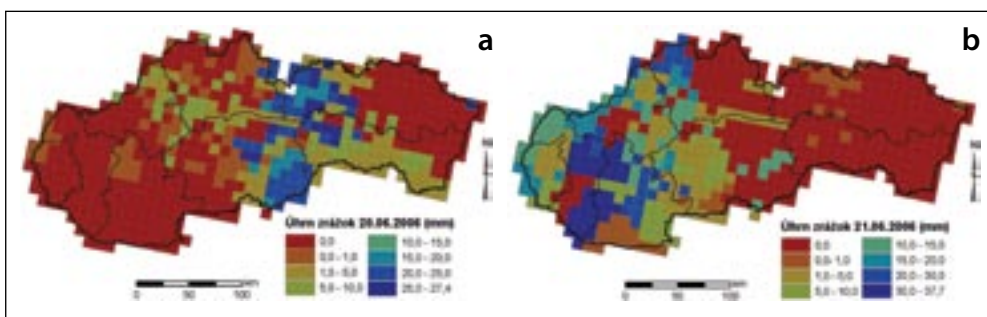 a
Úhrn zrážok 20.06.2006 (mm)
0,0
0,0 - 1,0
1,0 - 5,0
5,0 - 10,0
10,0 - 15,0
15,0 - 20,0
20,0 - 25,0
25,0 - 27,4
0 50 100
b
Úhrn zrážok 21.06.2006 (mm)
0,0
0,0 - 1,0
1,0 - 5,0
5,0 - 10,0
10,0 - 15,0
15,0 - 20,0
20,0 - 30,0
30,0 - 37,7
0 50 100